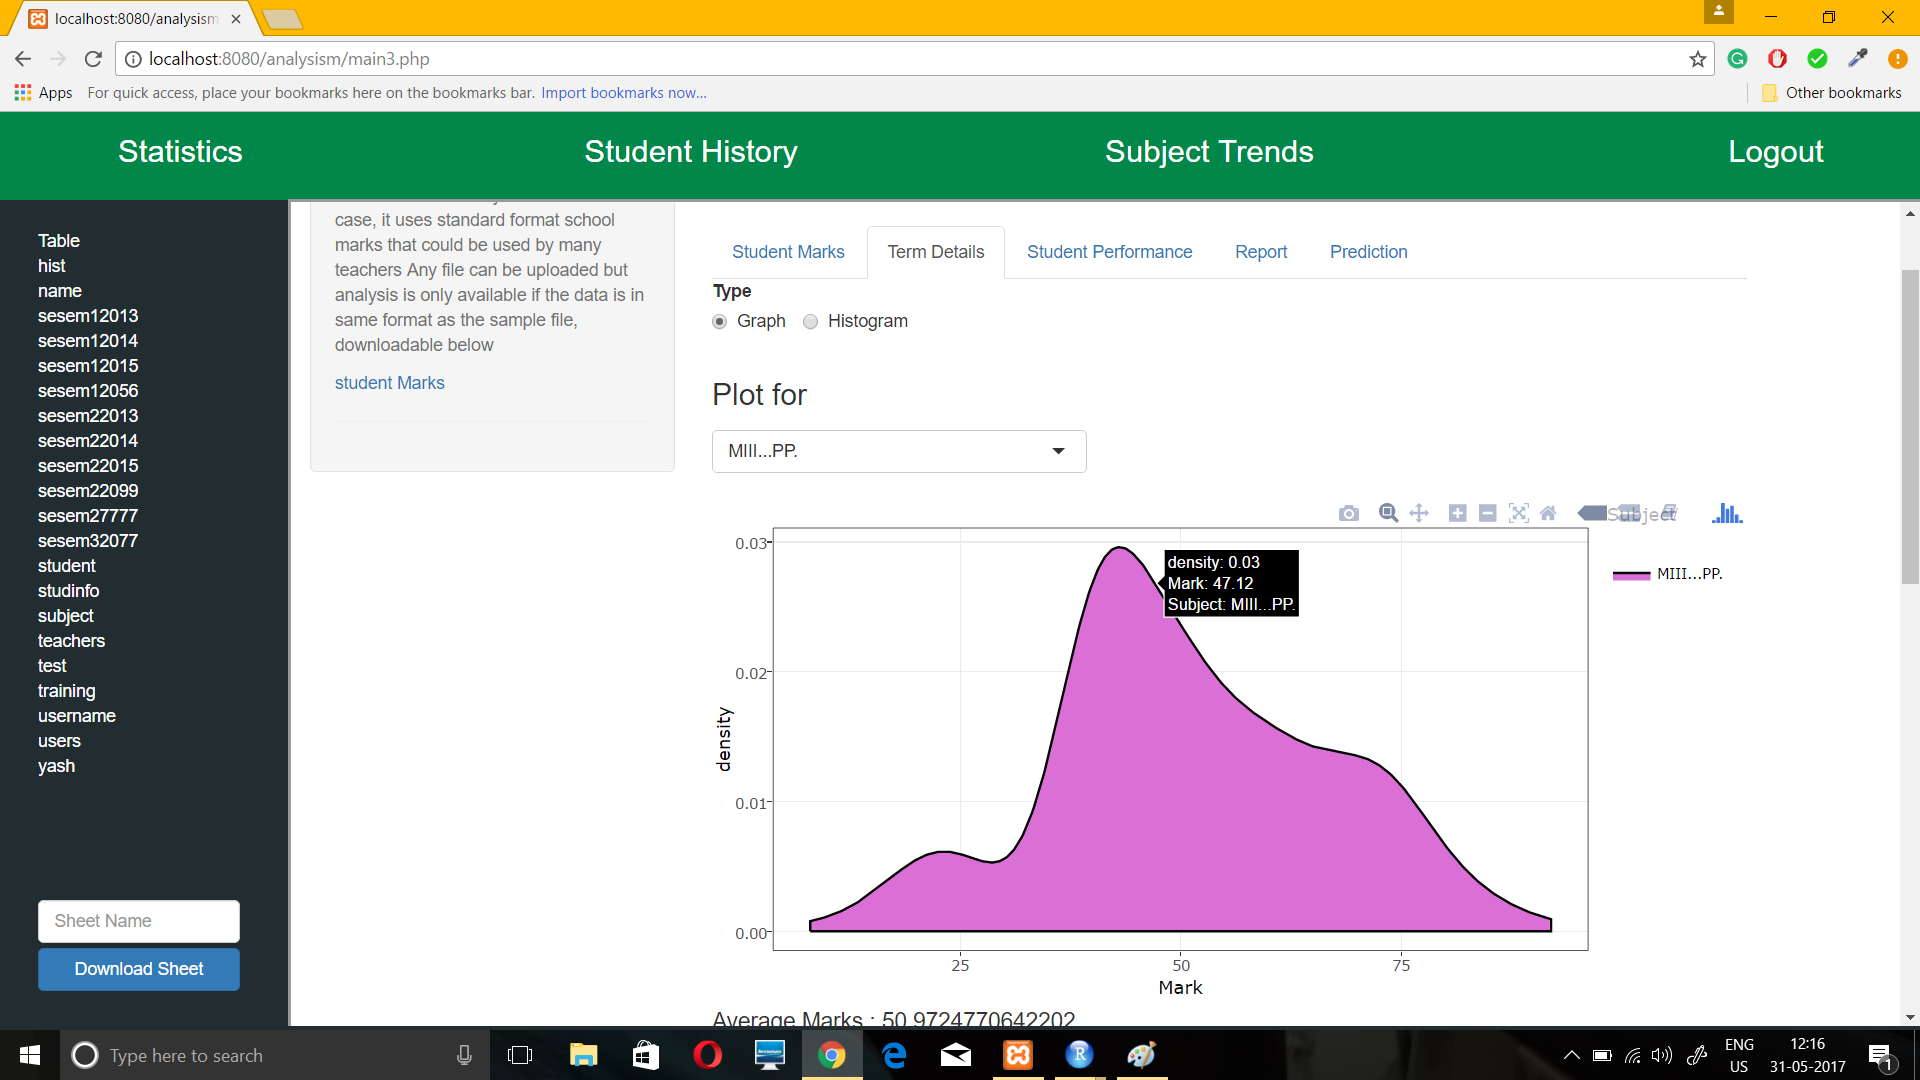 localhost:8080/analysism
localhost:8080/analysism/main3.php
Apps For quick access, place your bookmarks here on the bookmarks bar. Import bookmarks now... Other bookmarks
Statistics Student History Subject Trends Logout
Table
hist
name
sesem12013
sesem12014
sesem12015
sesem12056
sesem22013
sesem22014
sesem22015
sesem22099
sesem27777
sesem32077
student
studinfo
subject
teachers
test
training
username
users
yash
Sheet Name
Download Sheet
case, it uses standard format school
marks that could be used by many
teachers Any file can be uploaded but
analysis is only available if the data is in
same format as the sample file,
downloadable below
student Marks
Student Marks Term Details Student Performance Report Prediction
Type
Graph Histogram
Plot for
MIII...PP.
Subject
MIII...PP.
density: 0.03
Mark: 47.12
Subject: MIII...PP.
0.03
0.02
0.01
0.00
density
25 50 75
Mark
Average Marks : 50.9724770642202
Type here to search
ENG
US
12:16
31-05-2017
1